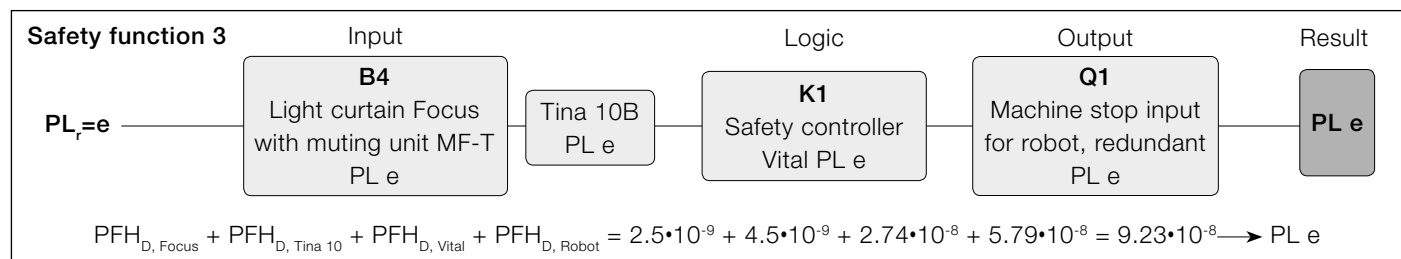 Safety function 3
Input
Logic
Output
Result
PLr=e
B4
Light curtain Focus
with muting unit MF-T
PL e
Tina 10B
PL e
K1
Safety controller
Vital PL e
Q1
Machine stop input
for robot, redundant
PL e
PL e
PFHD, Focus + PFHD, Tina 10 + PFHD, Vital + PFHD, Robot = 2.5•10-9 + 4.5•10-9 + 2.74•10-8 + 5.79•10-8 = 9.23•10-8 → PL e